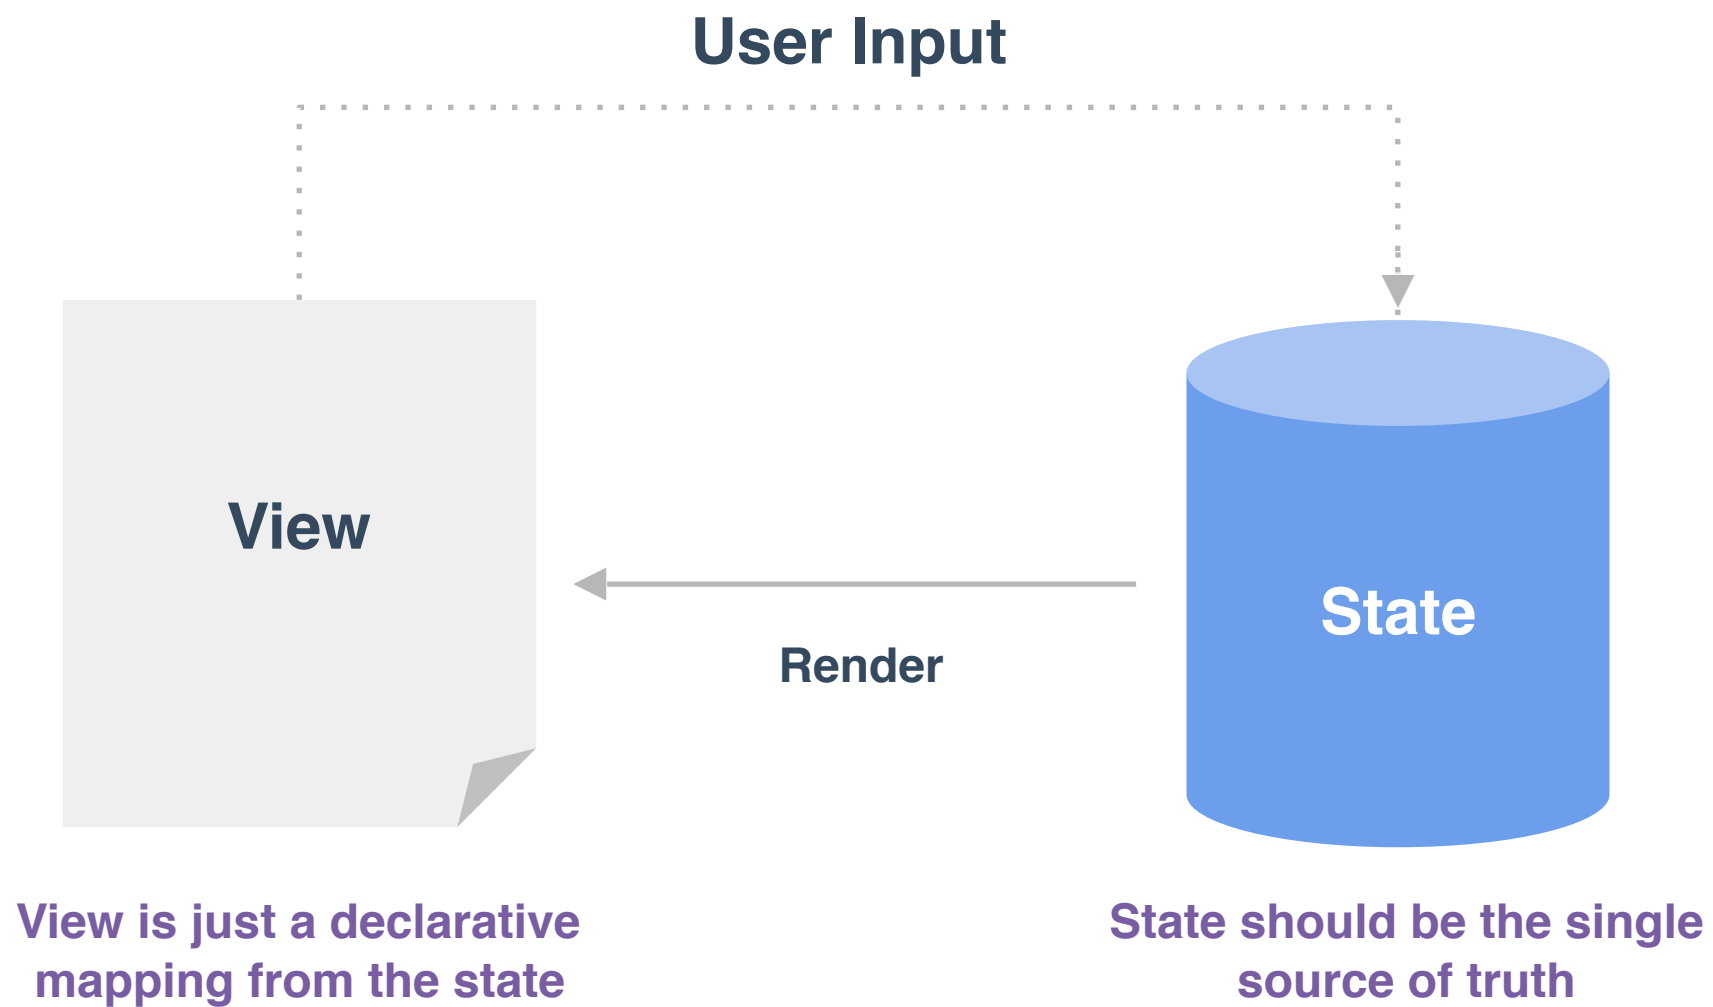 User Input
View
State
Render
View is just a declarative
mapping from the state
State should be the single
source of truth